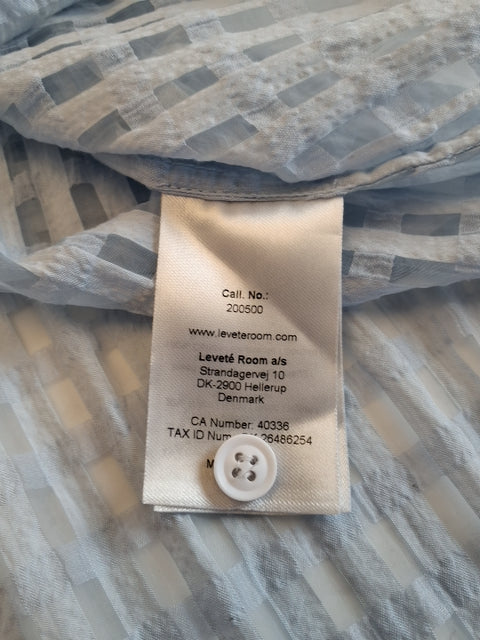 Call. No.:
200500
www.leveteroom.com
Leveté Room a/s
Strandagervej 10
DK-2900 Hellerup
Denmark
CA Number: 40336
TAX ID Num 26486254